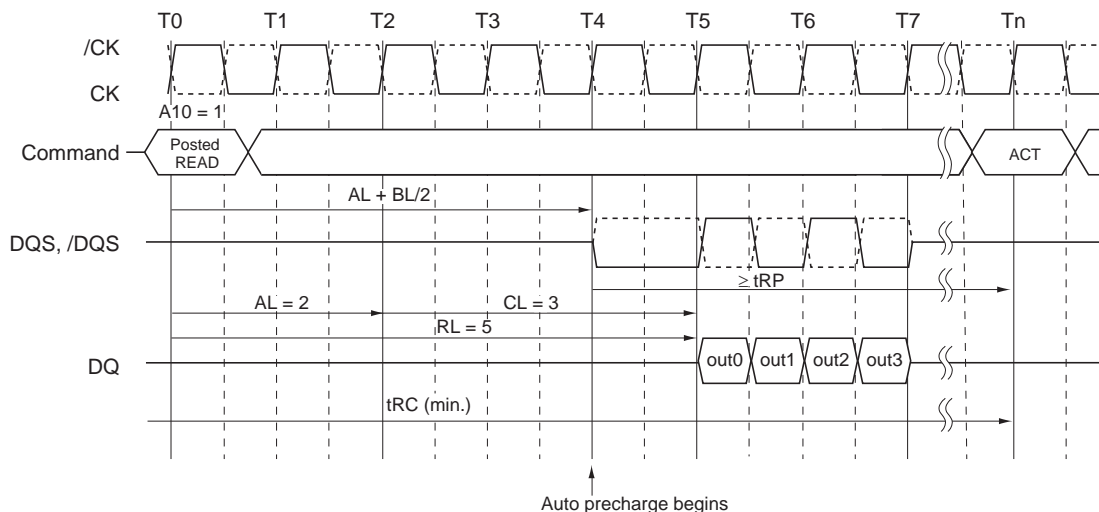 T0 T1 T2 T3 T4 T5 T6 T7 Tn
/CK
CK
A10 = 1
Command
Posted
READ
ACT
AL + BL/2
DQS, /DQS
≥ tRP
AL = 2
CL = 3
RL = 5
DQ
out0 out1 out2 out3
tRC (min.)
Auto precharge begins